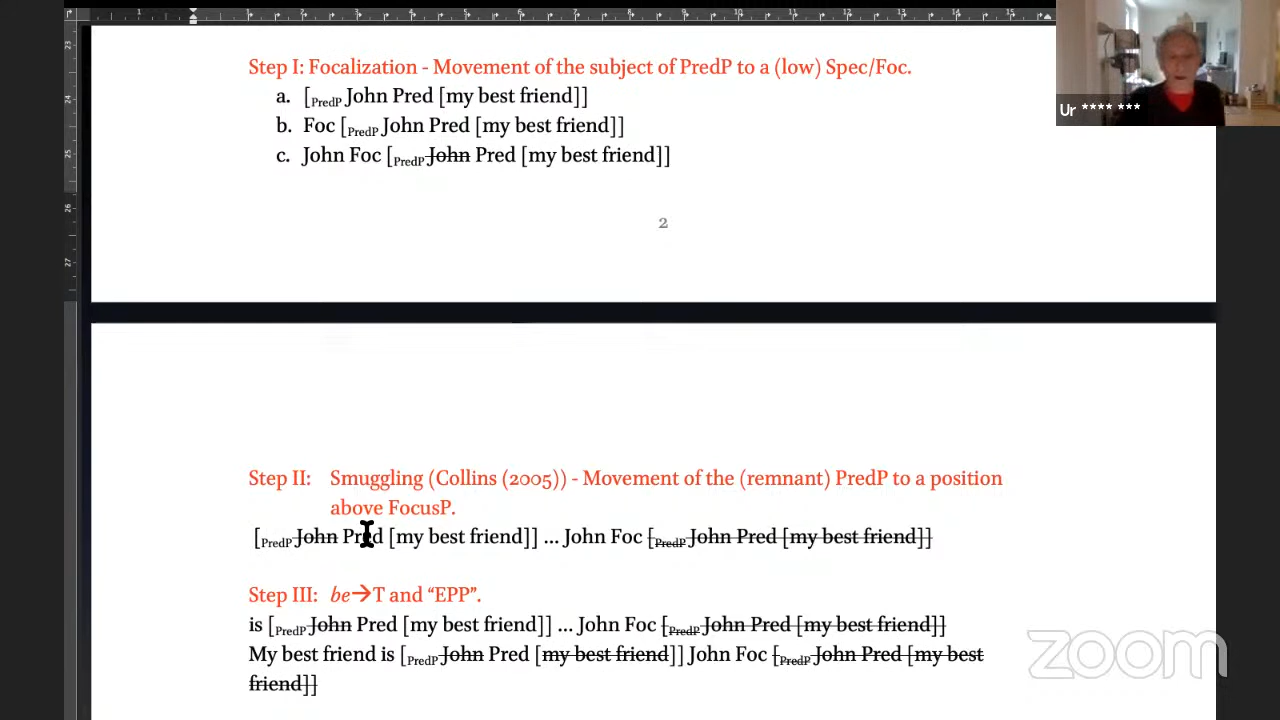 Step I: Focalization - Movement of the subject of PredP to a (low) Spec/Foc.
a. [PredP John Pred [my best friend]]
b. Foc [PredP John Pred [my best friend]]
c. John Foc [PredP John Pred [my best friend]]
Ur **** ***
2
Step II: Smuggling (Collins (2005)) - Movement of the (remnant) PredP to a position
above FocusP.
[PredP John Pred [my best friend]] ... John Foc [PredP John Pred [my best friend]]
Step III: be→T and “EPP”.
is [PredP John Pred [my best friend]] ... John Foc [PredP John Pred [my best friend]]
My best friend is [PredP John Pred [my best friend]] John Foc [PredP John Pred [my best
friend]]
zoom